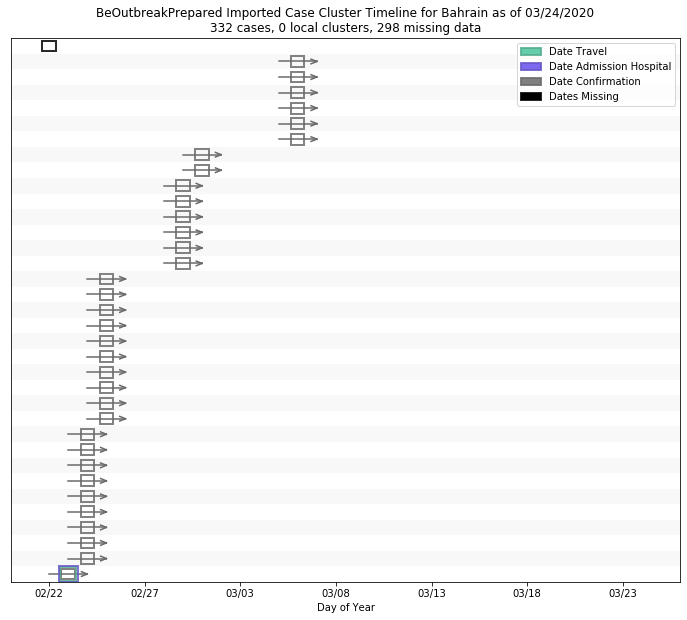 BeOutbreakPrepared Imported Case Cluster Timeline for Bahrain as of 03/24/2020
332 cases, 0 local clusters, 298 missing data
Date Travel
Date Admission Hospital
Date Confirmation
Dates Missing
02/22 02/27 03/03 03/08 03/13 03/18 03/23
Day of Year